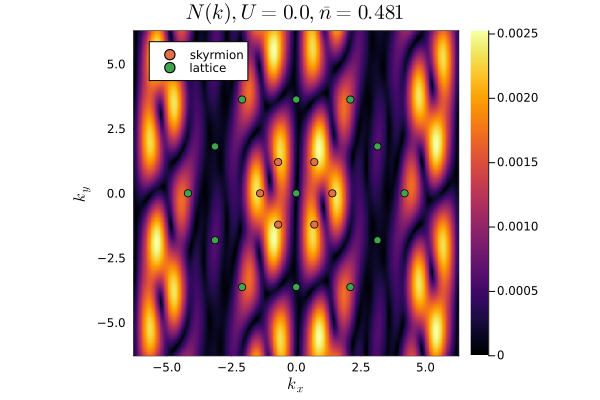 N(k), U = 0.0, n̄ = 0.481
skyrmion
lattice
5.0
2.5
0.0
−2.5
−5.0
k_y
−5.0 −2.5 0.0 2.5 5.0
k_x
0.0025
0.0020
0.0015
0.0010
0.0005
0